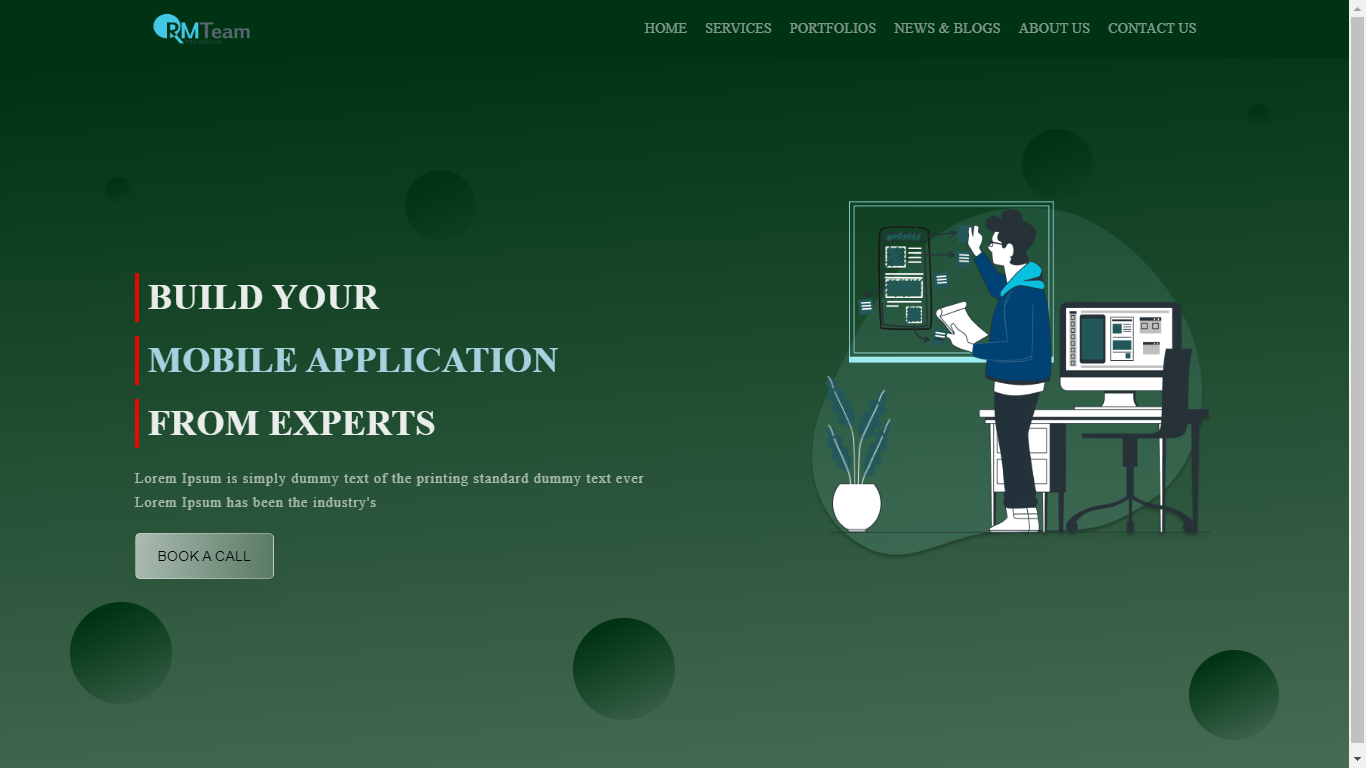 RMTeam
HOME SERVICES PORTFOLIOS NEWS & BLOGS ABOUT US CONTACT US
BUILD YOUR
MOBILE APPLICATION
FROM EXPERTS
Lorem Ipsum is simply dummy text of the printing standard dummy text ever
Lorem Ipsum has been the industry's
BOOK A CALL